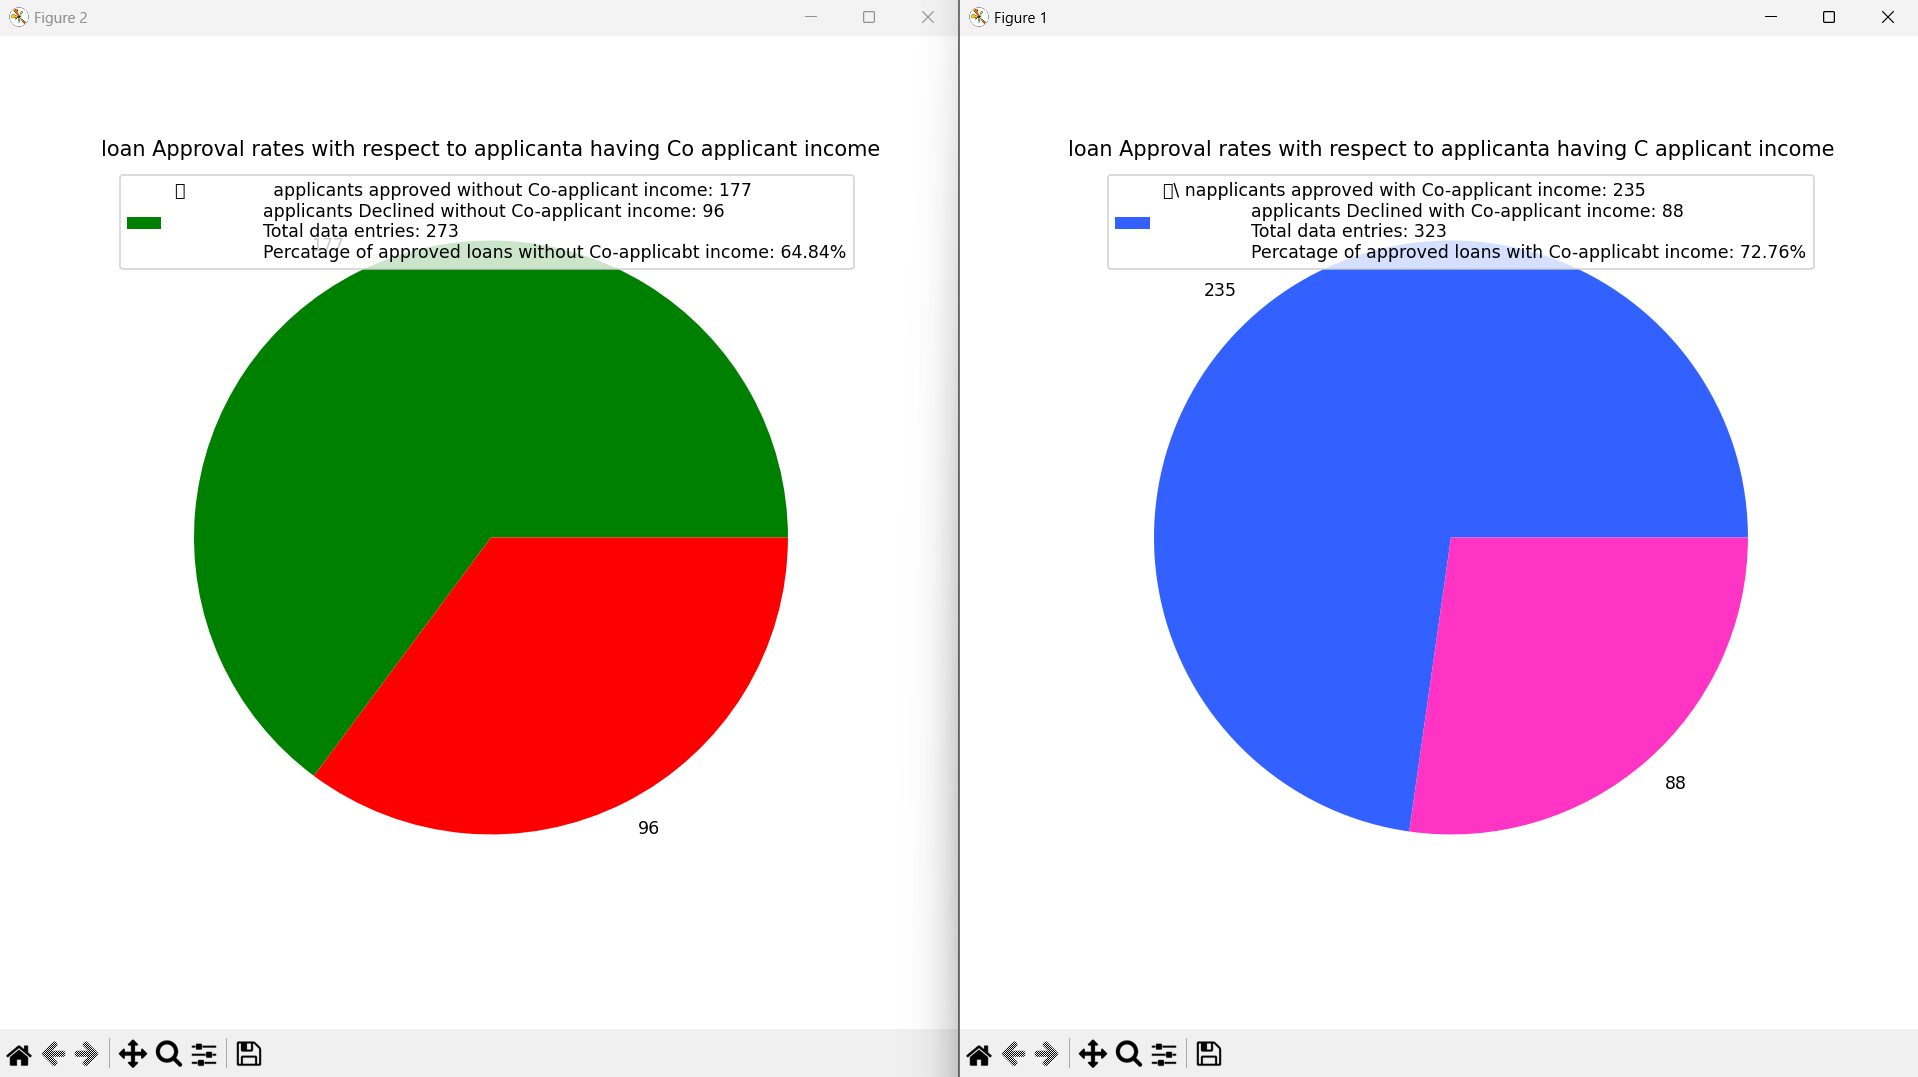 Figure 2
loan Approval rates with respect to applicanta having Co applicant income
applicants approved without Co-applicant income: 177
applicants Declined without Co-applicant income: 96
Total data entries: 273
Percatage of approved loans without Co-applicabt income: 64.84%
177
96
Figure 1
loan Approval rates with respect to applicanta having C applicant income
\ napplicants approved with Co-applicant income: 235
applicants Declined with Co-applicant income: 88
Total data entries: 323
Percatage of approved loans with Co-applicabt income: 72.76%
235
88